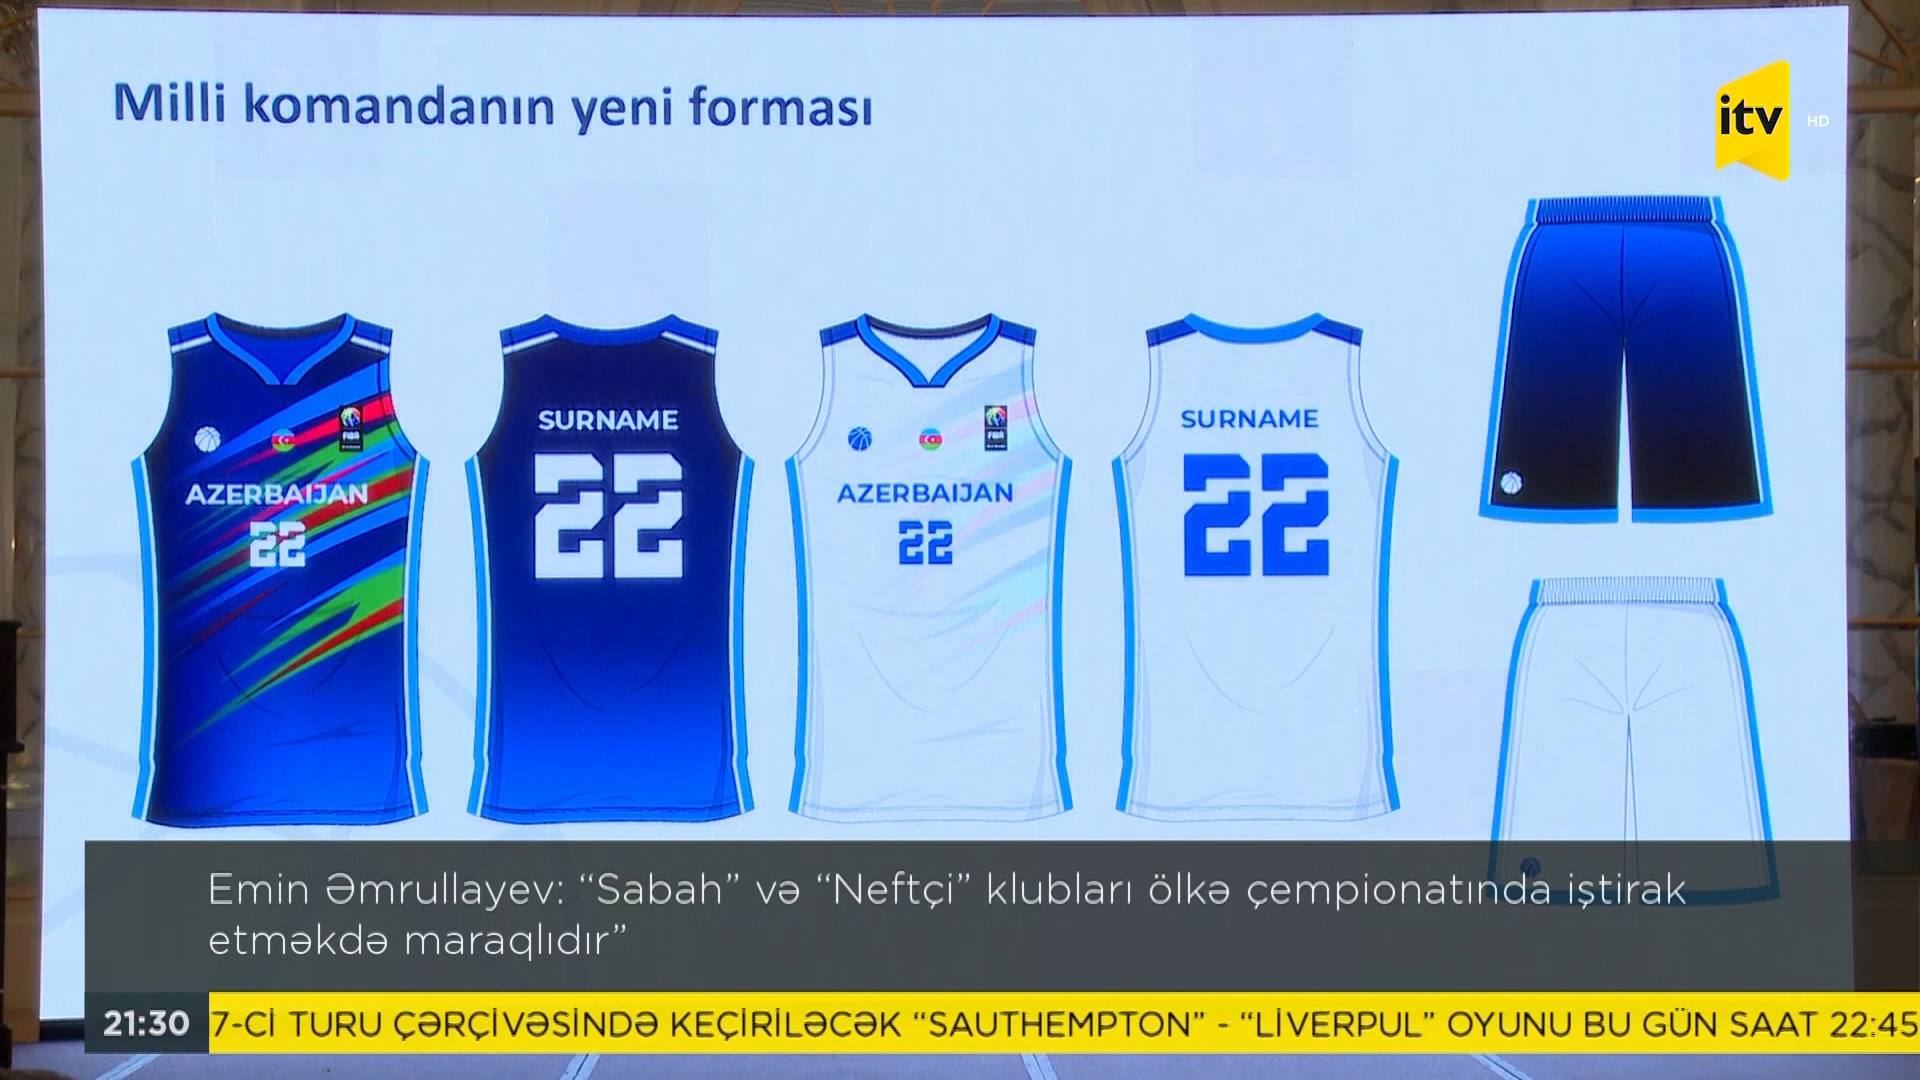 Milli komandanın yeni forması
itv
HD
AZERBAIJAN
22
SURNAME
22
AZERBAIJAN
22
SURNAME
22
FIBA
FIBA
Emin Əmrullayev: “Sabah” və “Neftçi” klubları ölkə çempionatında iştirak
etməkdə maraqlıdır”
21:30
7-Cİ TURU ÇƏRÇİVƏSİNDƏ KEÇİRİLƏCƏK “SAUTHEMPTON” - “LİVERPUL” OYUNU BU GÜN SAAT 22:45